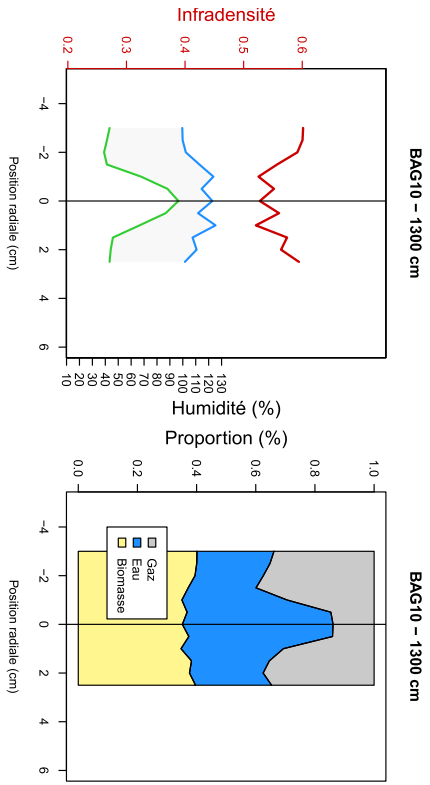 BAG10 − 1300 cm
Infradensité
0.2 0.3 0.4 0.5 0.6
−4 −2 0 2 4 6
Position radiale (cm)
10 20 30 40 50 60 70 80 90 100 110 120 130
Humidité (%)
BAG10 − 1300 cm
Proportion (%)
0.0 0.2 0.4 0.6 0.8 1.0
Gaz
Eau
Biomasse
−4 −2 0 2 4 6
Position radiale (cm)